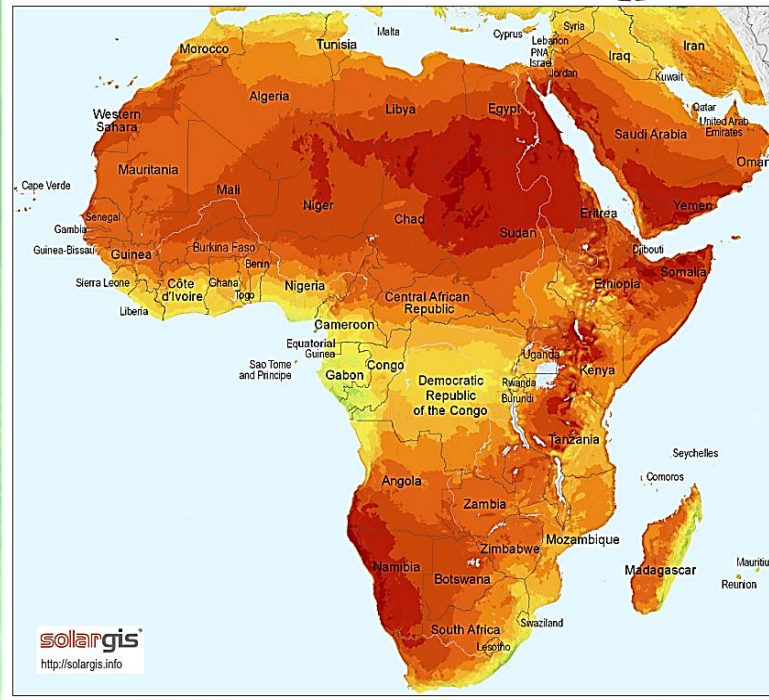 Malta
Cyprus
Syria
Lebanon
PNA
Israel
Jordan
Iraq
Iran
Kuwait
Morocco
Tunisia
Algeria
Libya
Egypt
Qatar
United Arab
Emirates
Saudi Arabia
Oman
Western
Sahara
Mauritania
Cape Verde
Mali
Niger
Chad
Sudan
Eritrea
Yemen
Senegal
Gambia
Guinea-Bissau
Guinea
Burkina Faso
Benin
Djibouti
Somalia
Ethiopia
Sierra Leone
Côte
d'Ivoire
Ghana
Togo
Nigeria
Liberia
Central African
Republic
Cameroon
Equatorial
Guinea
Sao Tome
and Principe
Gabon
Congo
Democratic
Republic
of the Congo
Uganda
Kenya
Rwanda
Burundi
Tanzania
Seychelles
Comoros
Angola
Zambia
Mozambique
Zimbabwe
Madagascar
Mauritiu
Reunion
Namibia
Botswana
South Africa
Swaziland
Lesotho
solargis
http://solargis.info